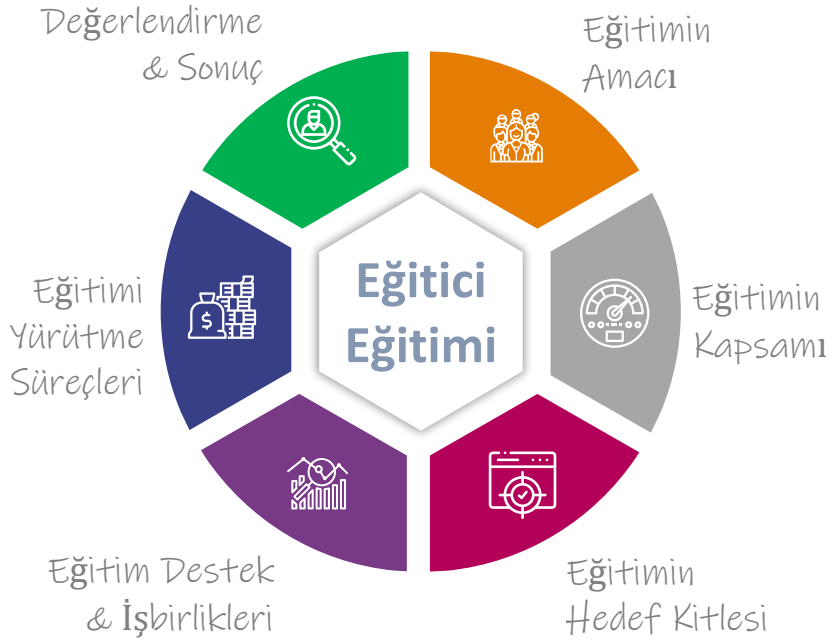 Değerlendirme
& Sonuç
Eğitimin
Amacı
Eğitici
Eğitimi
Eğitimi
Yürütme
Süreçleri
Eğitimin
Kapsamı
Eğitim Destek
& İşbirlikleri
Eğitimin
Hedef Kitlesi
$